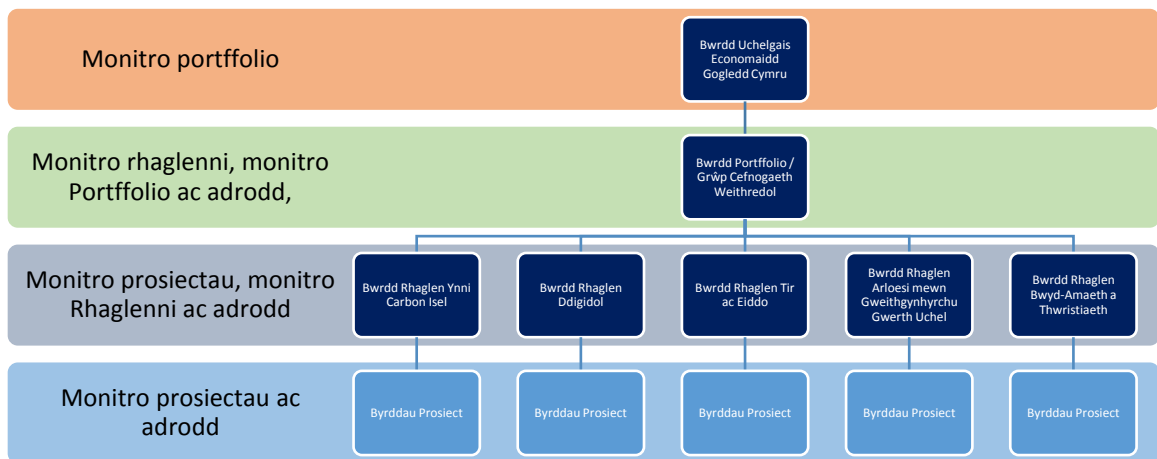 Monitro portffolio
Bwrdd Uchelgais
Economaidd
Gogledd Cymru
Monitro rhaglenni, monitro
Portffolio ac adrodd,
Bwrdd Portffolio /
Grŵp Cefnogaeth
Weithredol
Monitro prosiectau, monitro
Rhaglenni ac adrodd
Bwrdd Rhaglen Ynni
Carbon Isel
Bwrdd Rhaglen
Ddigidol
Bwrdd Rhaglen Tir
ac Eiddo
Bwrdd Rhaglen
Arloesi mewn
Gweithgynhyrchu
Gwerth Uchel
Bwrdd Rhaglen
Bwyd-Amaeth a
Thwristiaeth
Monitro prosiectau ac
adrodd
Byrddau Prosiect
Byrddau Prosiect
Byrddau Prosiect
Byrddau Prosiect
Byrddau Prosiect